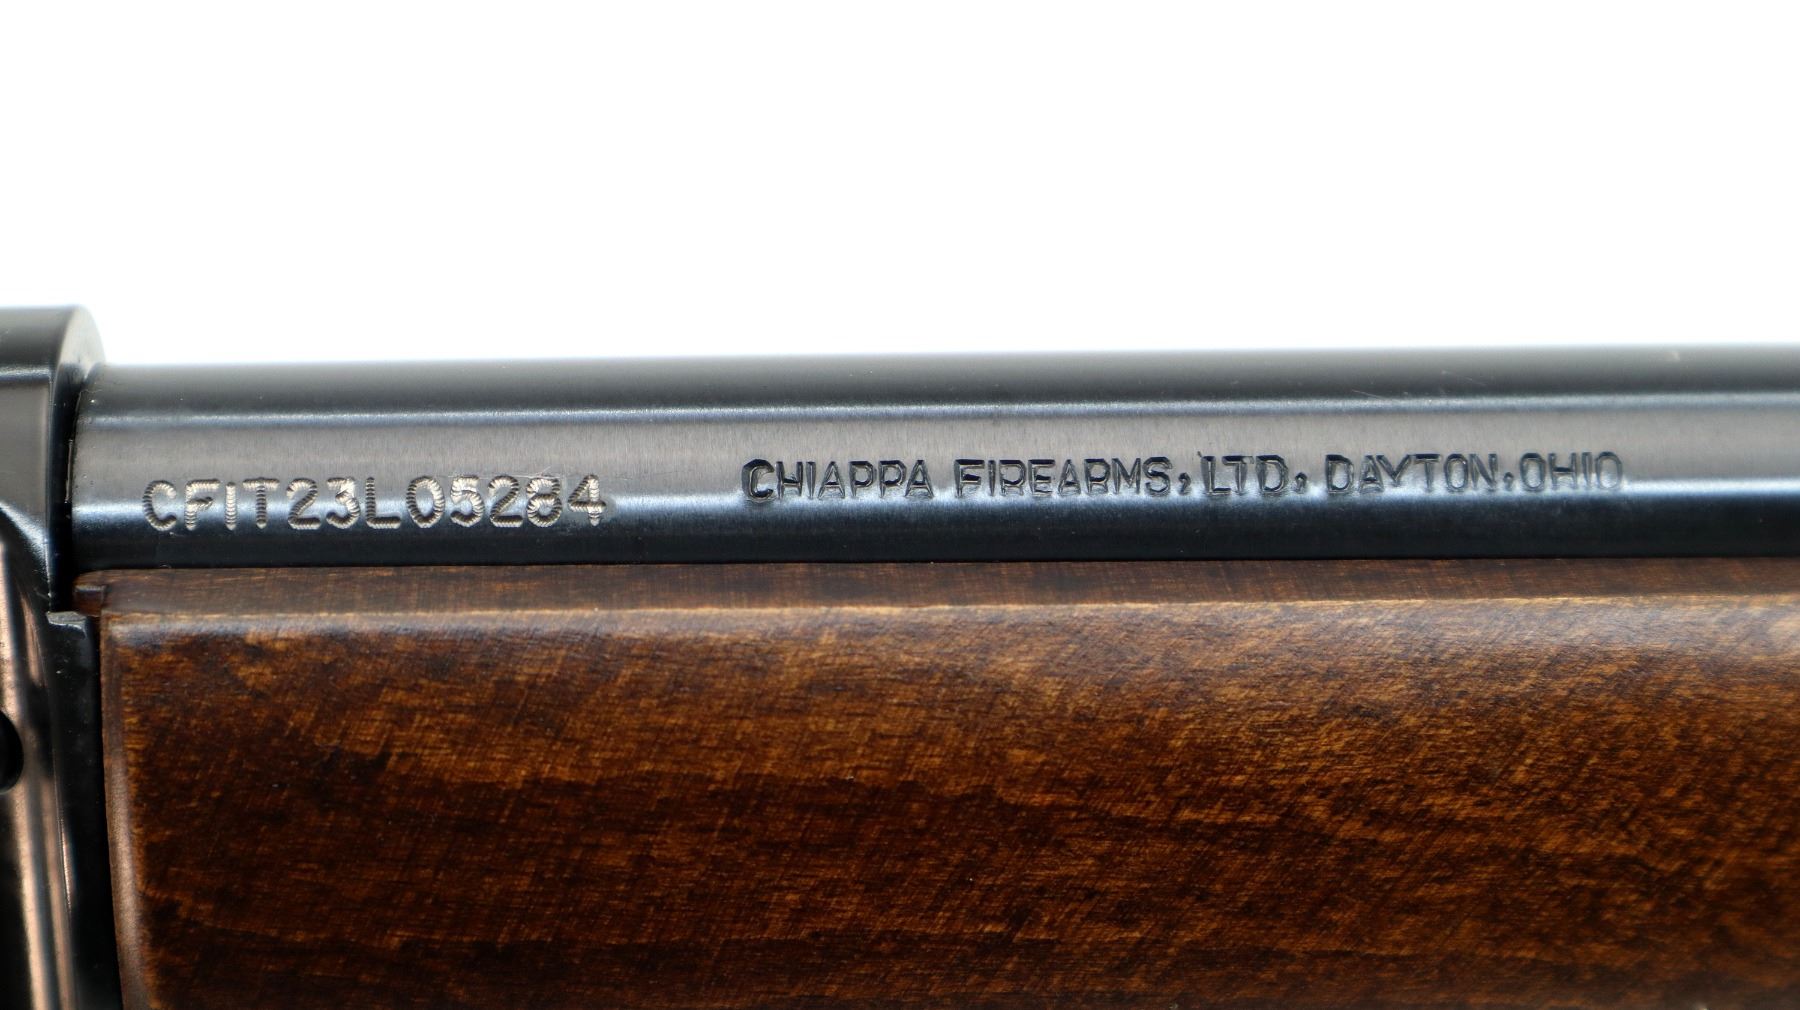 CFIT23L05284 CHIAPPA FIREARMS, LTD, DAYTON, OHIO